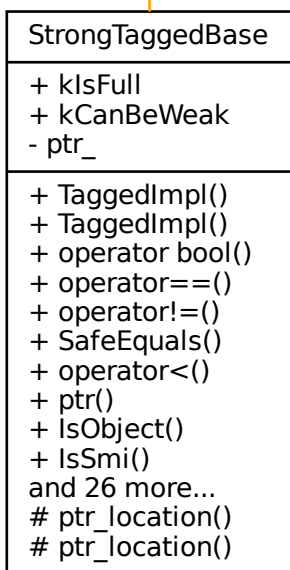 StrongTaggedBase
+ kIsFull
+ kCanBeWeak
- ptr_
+ TaggedImpl()
+ TaggedImpl()
+ operator bool()
+ operator==()
+ operator!=()
+ SafeEquals()
+ operator<()
+ ptr()
+ IsObject()
+ IsSmi()
and 26 more...
# ptr_location()
# ptr_location()